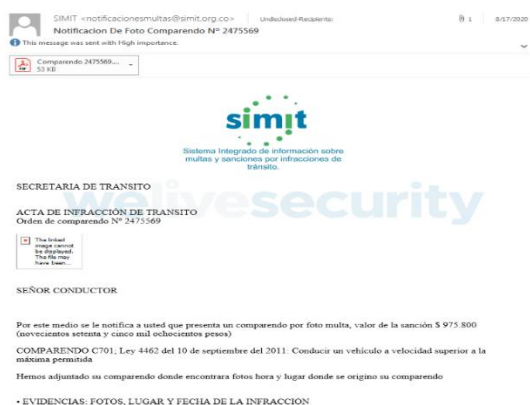 SIMIT <notificacionesmultas@simit.org.co> Undisclosed-Recipients: 1 8/17/2020
Notificacion De Foto Comparendo Nº 2475569
This message was sent with High importance.
Comparendo 2475569....
53 KB
simit
Sistema Integrado de información sobre
multas y sanciones por infracciones de
tránsito.
SECRETARIA DE TRANSITO
welivesecurity
ACTA DE INFRACCIÓN DE TRANSITO
Orden de comparendo Nº 2475569
The linked
image cannot
be displayed.
The file may
have been...
SEÑOR CONDUCTOR
Por este medio se le notifica a usted que presenta un comparendo por foto multa, valor de la sanción $ 975.800
(novecientos setenta y cinco mil ochocientos pesos)
COMPARENDO C701; Ley 4462 del 10 de septiembre del 2011: Conducir un vehículo a velocidad superior a la
máxima permitida
Hemos adjuntado su comparendo donde encontrara fotos hora y lugar donde se origino su comparendo
• EVIDENCIAS: FOTOS, LUGAR Y FECHA DE LA INFRACCIÓN